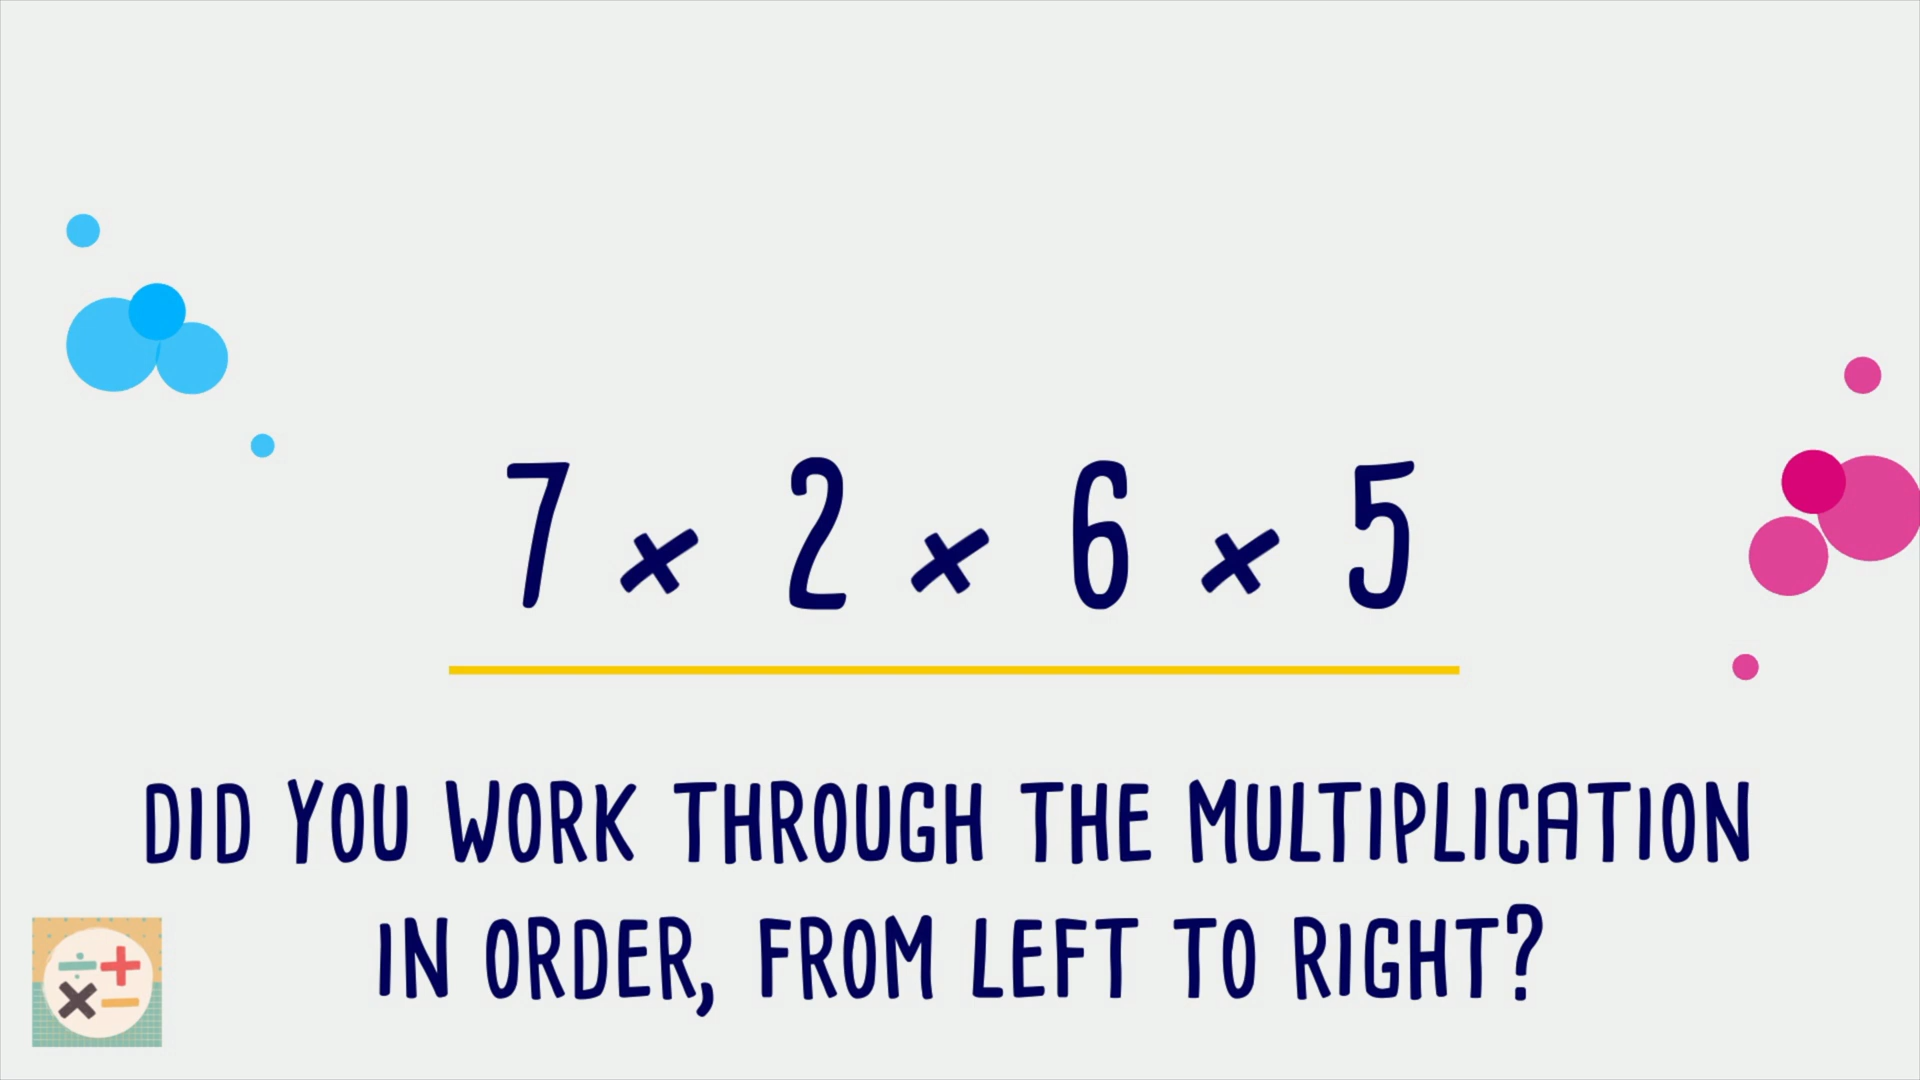 7 × 2 × 6 × 5
DID YOU WORK THROUGH THE MULTIPLICATION
IN ORDER, FROM LEFT TO RIGHT?